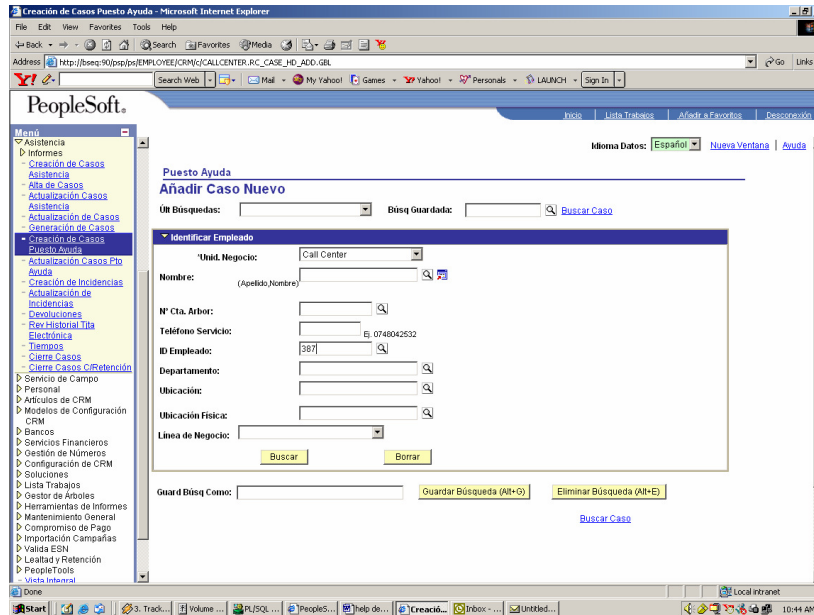 Creación de Casos Puesto Ayuda - Microsoft Internet Explorer
File Edit View Favorites Tools Help
Back Search Favorites Media
Address http://bseq:90/psp/ps/EMPLOYEE/CRM/c/CALLCENTER.RC_CASE_HD_ADD.GBL Go Links
Y! Search Web Mail My Yahoo! Games Yahoo! Personals LAUNCH Sign In
PeopleSoft.
Inicio Lista Trabajos Añadir a Favoritos Desconexión
Menú
Asistencia
Informes
Creación de Casos
Asistencia
Alta de Casos
Actualización Casos
Asistencia
Actualización de Casos
Generación de Casos
Creación de Casos
Puesto Ayuda
Actualización Casos Pto
Ayuda
Creación de Incidencias
Actualización de
Incidencias
Devoluciones
Rev Historial Tjta
Electrónica
Tiempos
Cierre Casos
Cierre Casos C/Retención
Servicio de Campo
Personal
Artículos de CRM
Modelos de Configuración
CRM
Bancos
Servicios Financieros
Gestión de Números
Configuración de CRM
Soluciones
Lista Trabajos
Gestor de Árboles
Herramientas de Informes
Mantenimiento General
Compromiso de Pago
Importación Campañas
Valida ESN
Lealtad y Retención
PeopleTools
Vista Integral
Idioma Datos: Español Nueva Ventana Ayuda
Puesto Ayuda
Añadir Caso Nuevo
Últ Búsquedas: Búsq Guardada: Buscar Caso
Identificar Empleado
*Unid. Negocio: Call Center
Nombre:
(Apellido,Nombre)
Nº Cta. Arbor:
Teléfono Servicio: Ej. 0748042532
ID Empleado: 387
Departamento:
Ubicación:
Ubicación Física:
Línea de Negocio:
Buscar Borrar
Guard Búsq Como: Guardar Búsqueda (Alt+G) Eliminar Búsqueda (Alt+E)
Buscar Caso
Done Local intranet
Start 3. Track... Volume ... PL/SQL ... PeopleS... help de... Creació... Inbox - ... Untitled... 10:44 AM